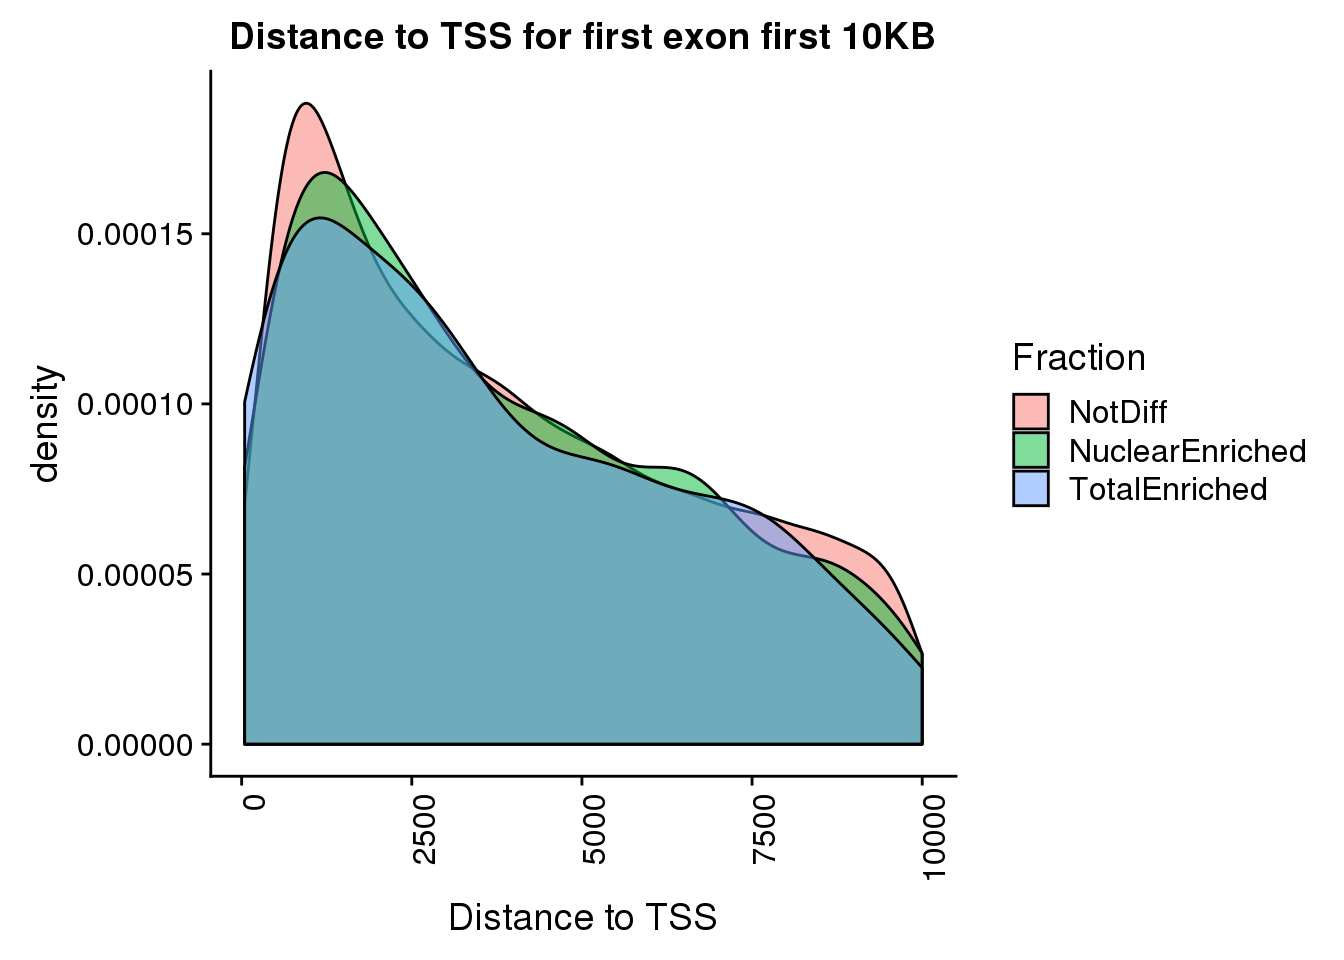 Distance to TSS for first exon first 10KB
density
0.00015
0.00010
0.00005
0.00000
0
2500
5000
7500
10000
Distance to TSS
Fraction
NotDiff
NuclearEnriched
TotalEnriched